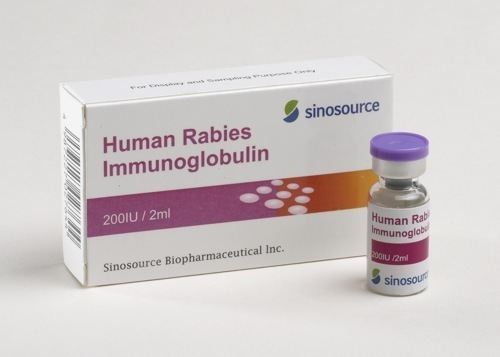 For Display and Sampling Purpose Only
sinosource
Human Rabies
Immunoglobulin
200IU / 2ml
Sinosource Biopharmaceutical Inc.
Human Rabies
Immunoglobulin
200IU / 2ml
sinosource